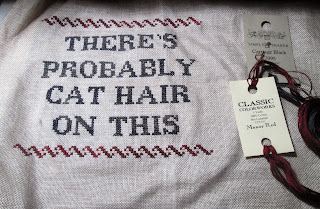 THERE'S
PROBABLY
CAT HAIR
ON THIS
CLASSIC
COLORWORKS
Manor Red